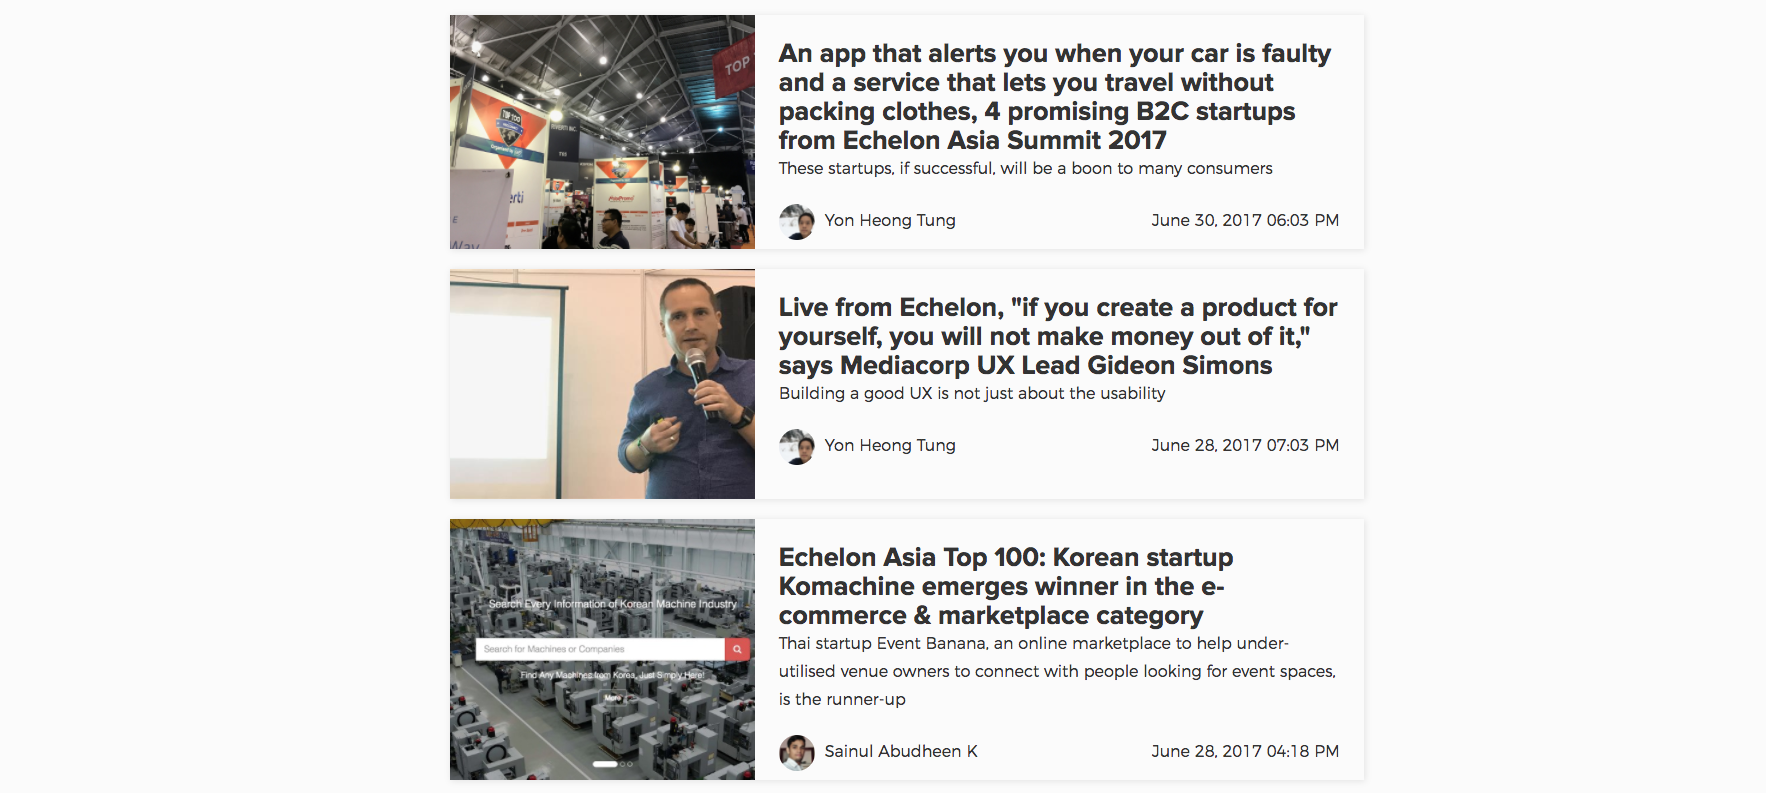 TOP
TOP 100
An app that alerts you when your car is faulty
and a service that lets you travel without
packing clothes, 4 promising B2C startups
from Echelon Asia Summit 2017
These startups, if successful, will be a boon to many consumers
Yon Heong Tung
June 30, 2017 06:03 PM
Live from Echelon, "if you create a product for
yourself, you will not make money out of it,"
says Mediacorp UX Lead Gideon Simons
Building a good UX is not just about the usability
Yon Heong Tung
June 28, 2017 07:03 PM
Search Every Information of Korean Machine Industry
Search for Machines or Companies
Find Any Machines from Korea, Just Simply Here!
More
Echelon Asia Top 100: Korean startup
Komachine emerges winner in the e-
commerce & marketplace category
Thai startup Event Banana, an online marketplace to help under-
utilised venue owners to connect with people looking for event spaces,
is the runner-up
Sainul Abudheen K
June 28, 2017 04:18 PM